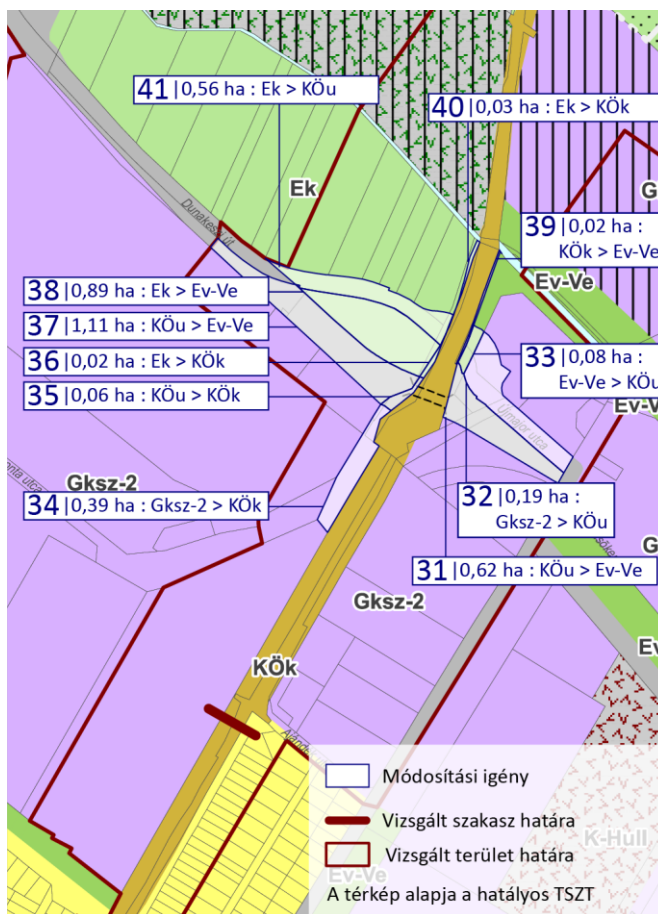 41|0,56 ha : Ek > KÖu
40|0,03 ha : Ek > KÖk
Ek
G
Dunakeszi út
39|0,02 ha :
KÖk > Ev-Ve
Ev-Ve
38|0,89 ha : Ek > Ev-Ve
37|1,11 ha : KÖu > Ev-Ve
36|0,02 ha : Ek > KÖk
35|0,06 ha : KÖu > KÖk
33|0,08 ha :
Ev-Ve > KÖu
Ev-V
Újmajor utca
Gksz-2
34|0,39 ha : Gksz-2 > KÖk
32|0,19 ha :
Gksz-2 > KÖu
31|0,62 ha : KÖu > Ev-Ve
G
Gksz-2
Ev
KÖk
Módosítási igény
Vizsgált szakasz határa
Vizsgált terület határa
K-Hull
Ev-Ve
A térkép alapja a hatályos TSZT